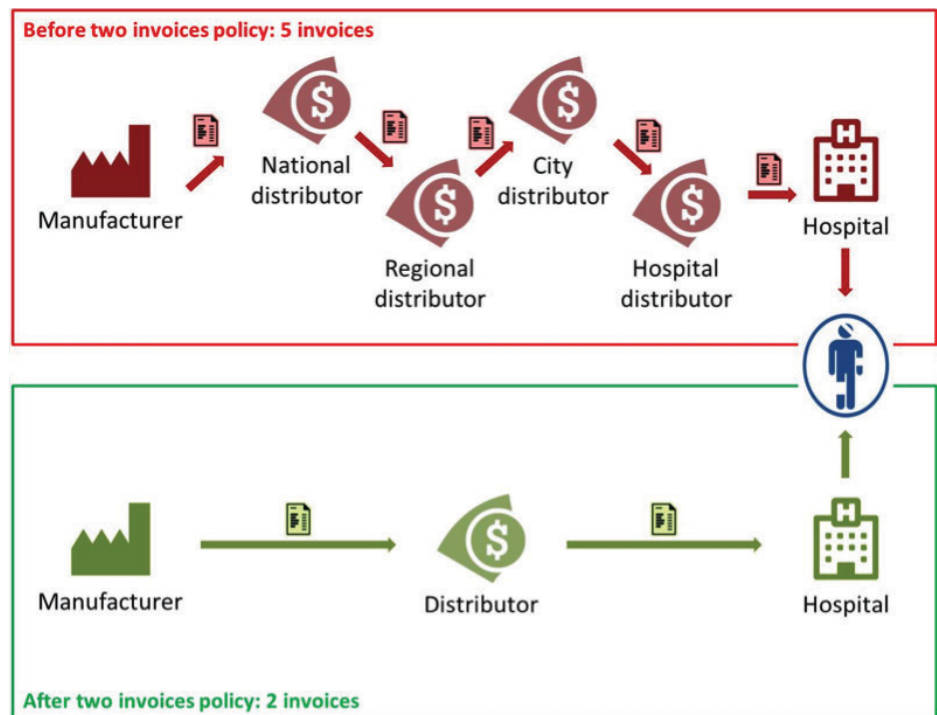 Before two invoices policy: 5 invoices
National
distributor
City
distributor
Manufacturer
Hospital
Regional
distributor
Hospital
distributor
Manufacturer
Distributor
Hospital
After two invoices policy: 2 invoices